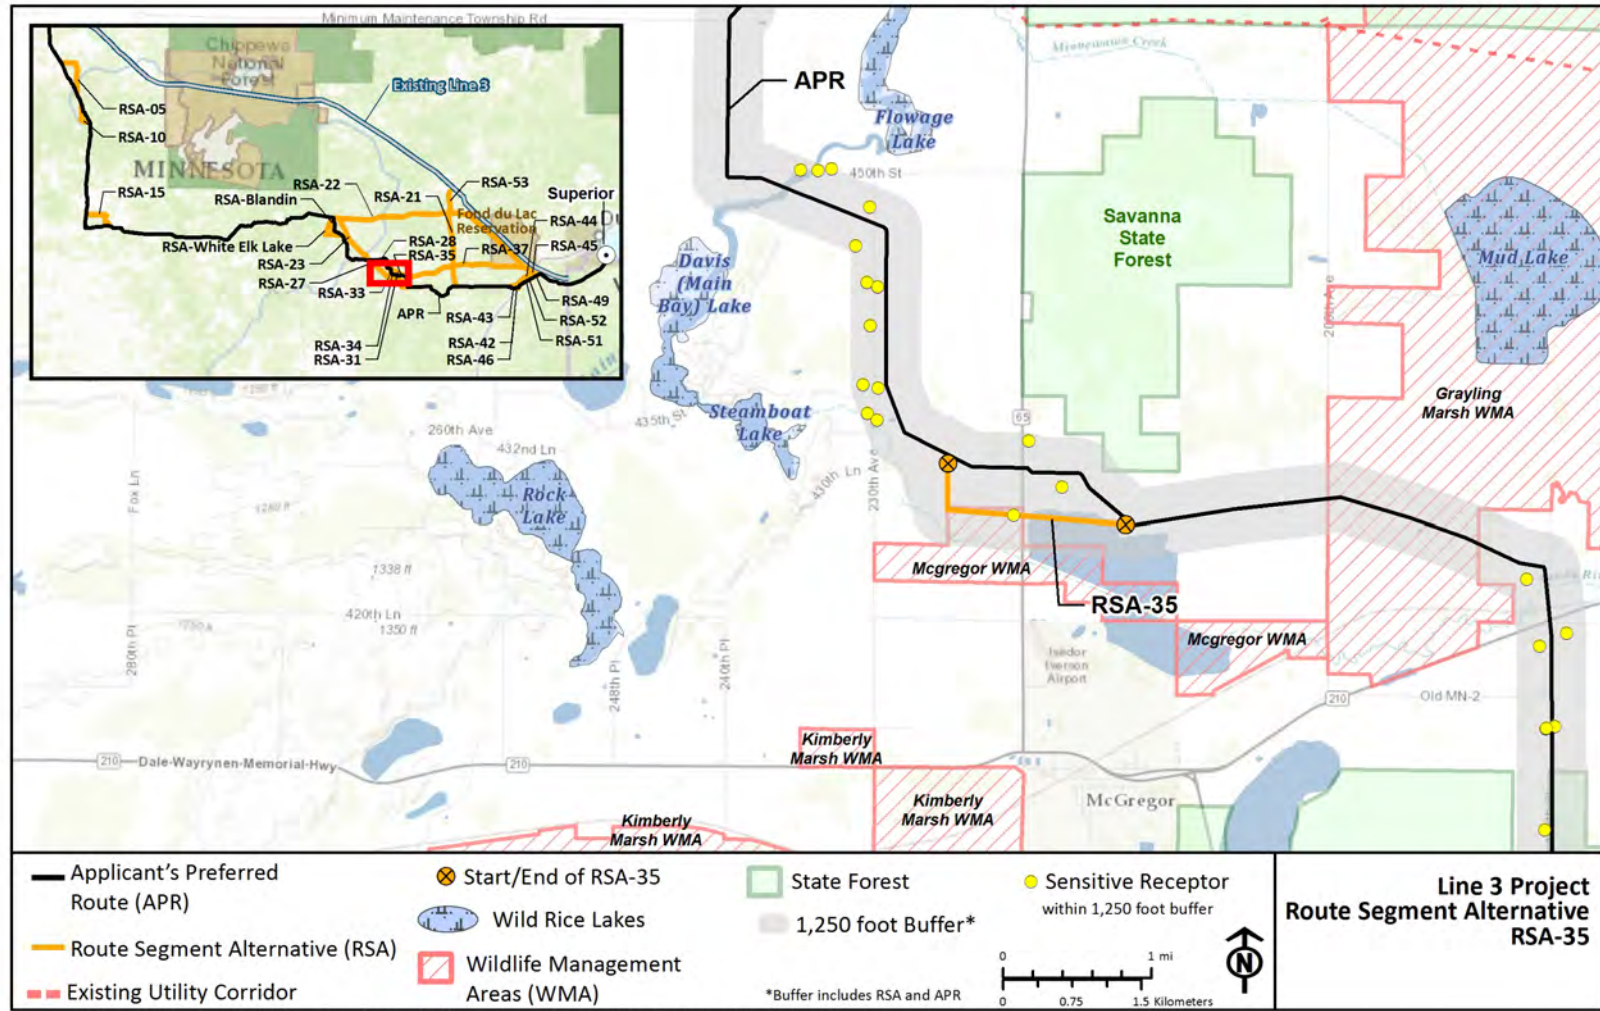 Minimum Maintenance Township Rd
Chippewa
National
Forest
Existing Line 3
RSA-05
RSA-10
MINNESOTA
RSA-15
RSA-22
RSA-21
RSA-53
RSA-Blandin
Superior
Fond du Lac
Reservation
RSA-44
RSA-White Elk Lake
RSA-28
RSA-35
RSA-37
RSA-45
RSA-23
RSA-27
RSA-33
APR
RSA-43
RSA-49
RSA-52
RSA-34
RSA-31
RSA-42
RSA-46
RSA-51
APR
Minnewawa Creek
Flowage
Lake
450th St
Savanna
State
Forest
Mud Lake
Davis
(Main
Bay) Lake
200th Ave
Grayling
Marsh WMA
Steamboat
Lake
435th St
65
260th Ave
432nd Ln
430th Ln
230th Ave
Fox Ln
Rock
Lake
1260 ft
1338 ft
Mcgregor WMA
RSA-35
420th Ln
1350 ft
Mcgregor WMA
Isedor
Iverson
Airport
280th Pl
248th Pl
240th Pl
210
Old MN-2
Kimberly
Marsh WMA
210
Dale-Wayrynen-Memorial-Hwy
210
Kimberly
Marsh WMA
McGregor
Kimberly
Marsh WMA
Applicant's Preferred
Route (APR)
Route Segment Alternative (RSA)
Existing Utility Corridor
Start/End of RSA-35
Wild Rice Lakes
Wildlife Management
Areas (WMA)
State Forest
1,250 foot Buffer*
*Buffer includes RSA and APR
Sensitive Receptor
within 1,250 foot buffer
0 1 mi
0 0.75 1.5 Kilometers
N
Line 3 Project
Route Segment Alternative
RSA-35